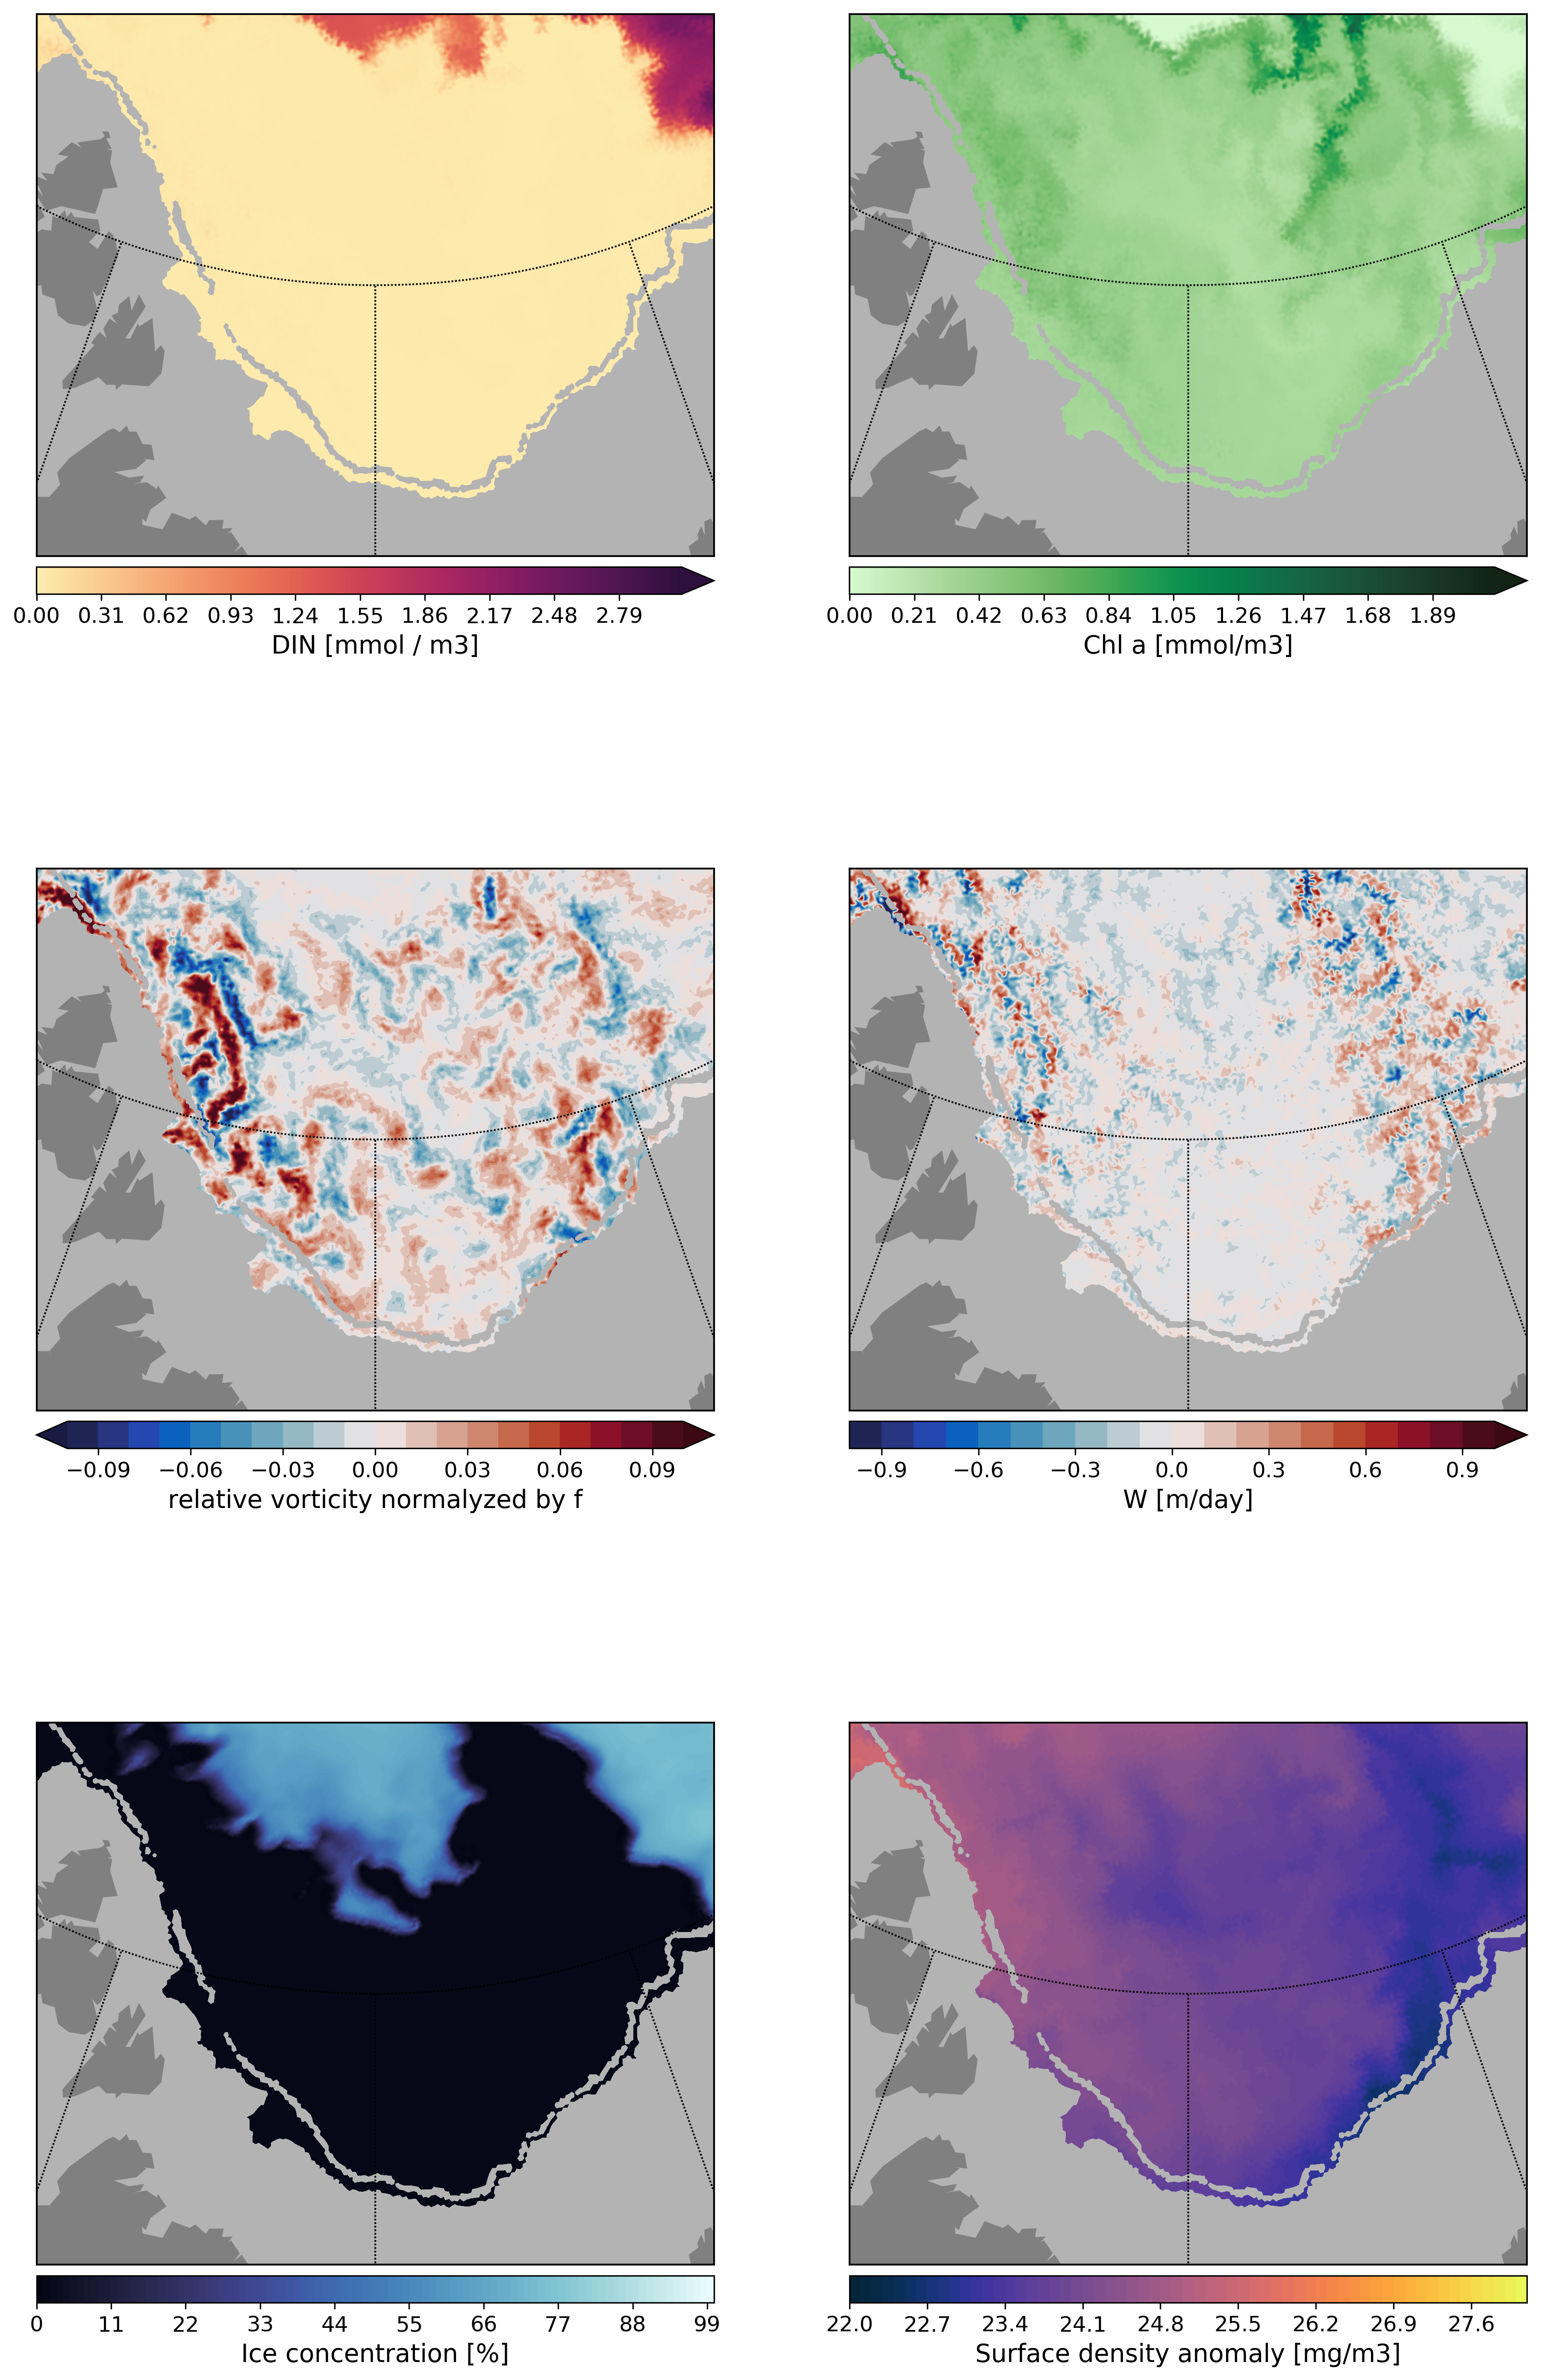 0.00 0.31 0.62 0.93 1.24 1.55 1.86 2.17 2.48 2.79
DIN [mmol / m3]
0.00 0.21 0.42 0.63 0.84 1.05 1.26 1.47 1.68 1.89
Chl a [mmol/m3]
−0.09 −0.06 −0.03 0.00 0.03 0.06 0.09
relative vorticity normalyzed by f
−0.9 −0.6 −0.3 0.0 0.3 0.6 0.9
W [m/day]
0 11 22 33 44 55 66 77 88 99
Ice concentration [%]
22.0 22.7 23.4 24.1 24.8 25.5 26.2 26.9 27.6
Surface density anomaly [mg/m3]